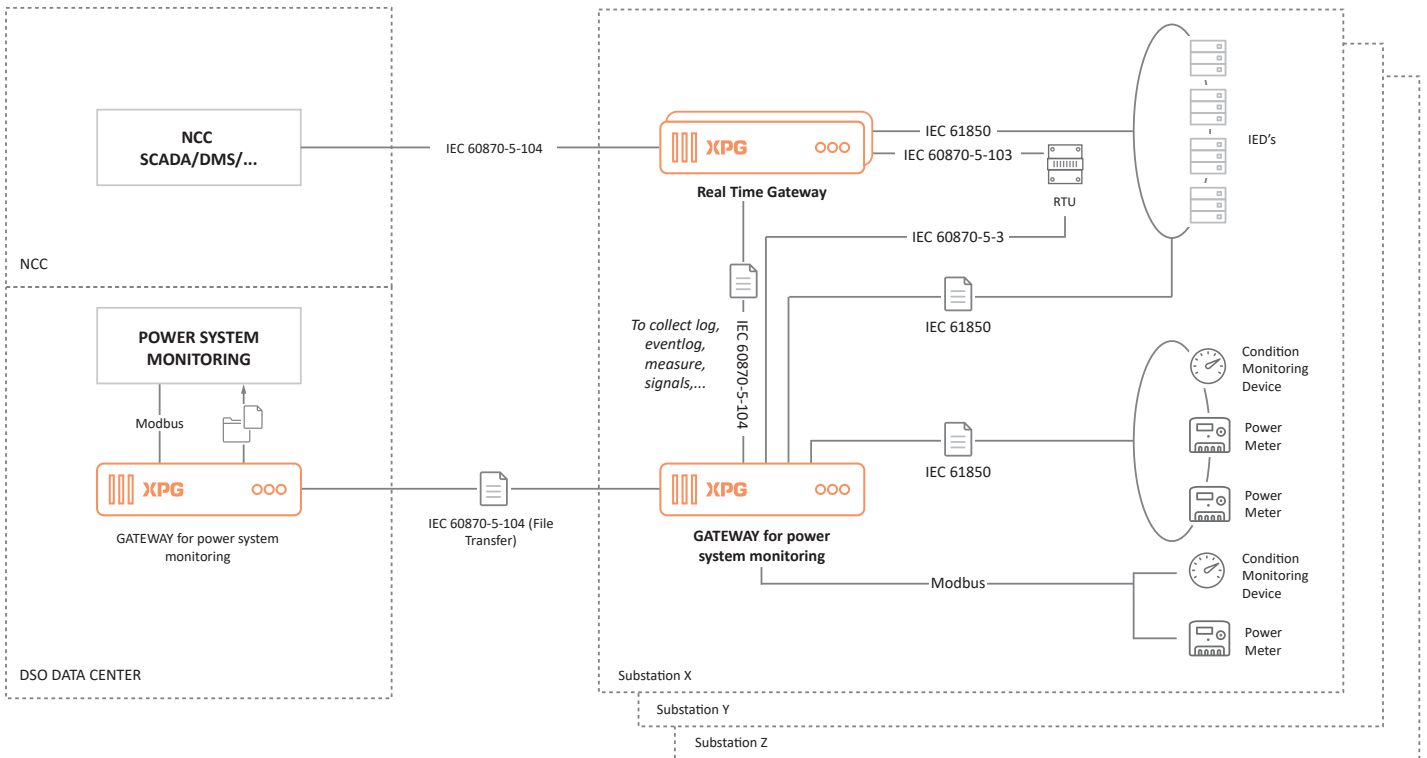 NCC
SCADA/DMS/...
IEC 60870-5-104
XPG
Real Time Gateway
IEC 61850
IEC 60870-5-103
RTU
IED's
IEC 60870-5-3
NCC
IEC 61850
To collect log,
eventlog,
measure,
signals,...
IEC 60870-5-104
POWER SYSTEM
MONITORING
Modbus
XPG
GATEWAY for power system
monitoring
IEC 60870-5-104 (File
Transfer)
XPG
GATEWAY for power
system monitoring
IEC 61850
Condition
Monitoring
Device
Power
Meter
Power
Meter
Modbus
Condition
Monitoring
Device
Power
Meter
DSO DATA CENTER
Substation X
Substation Y
Substation Z